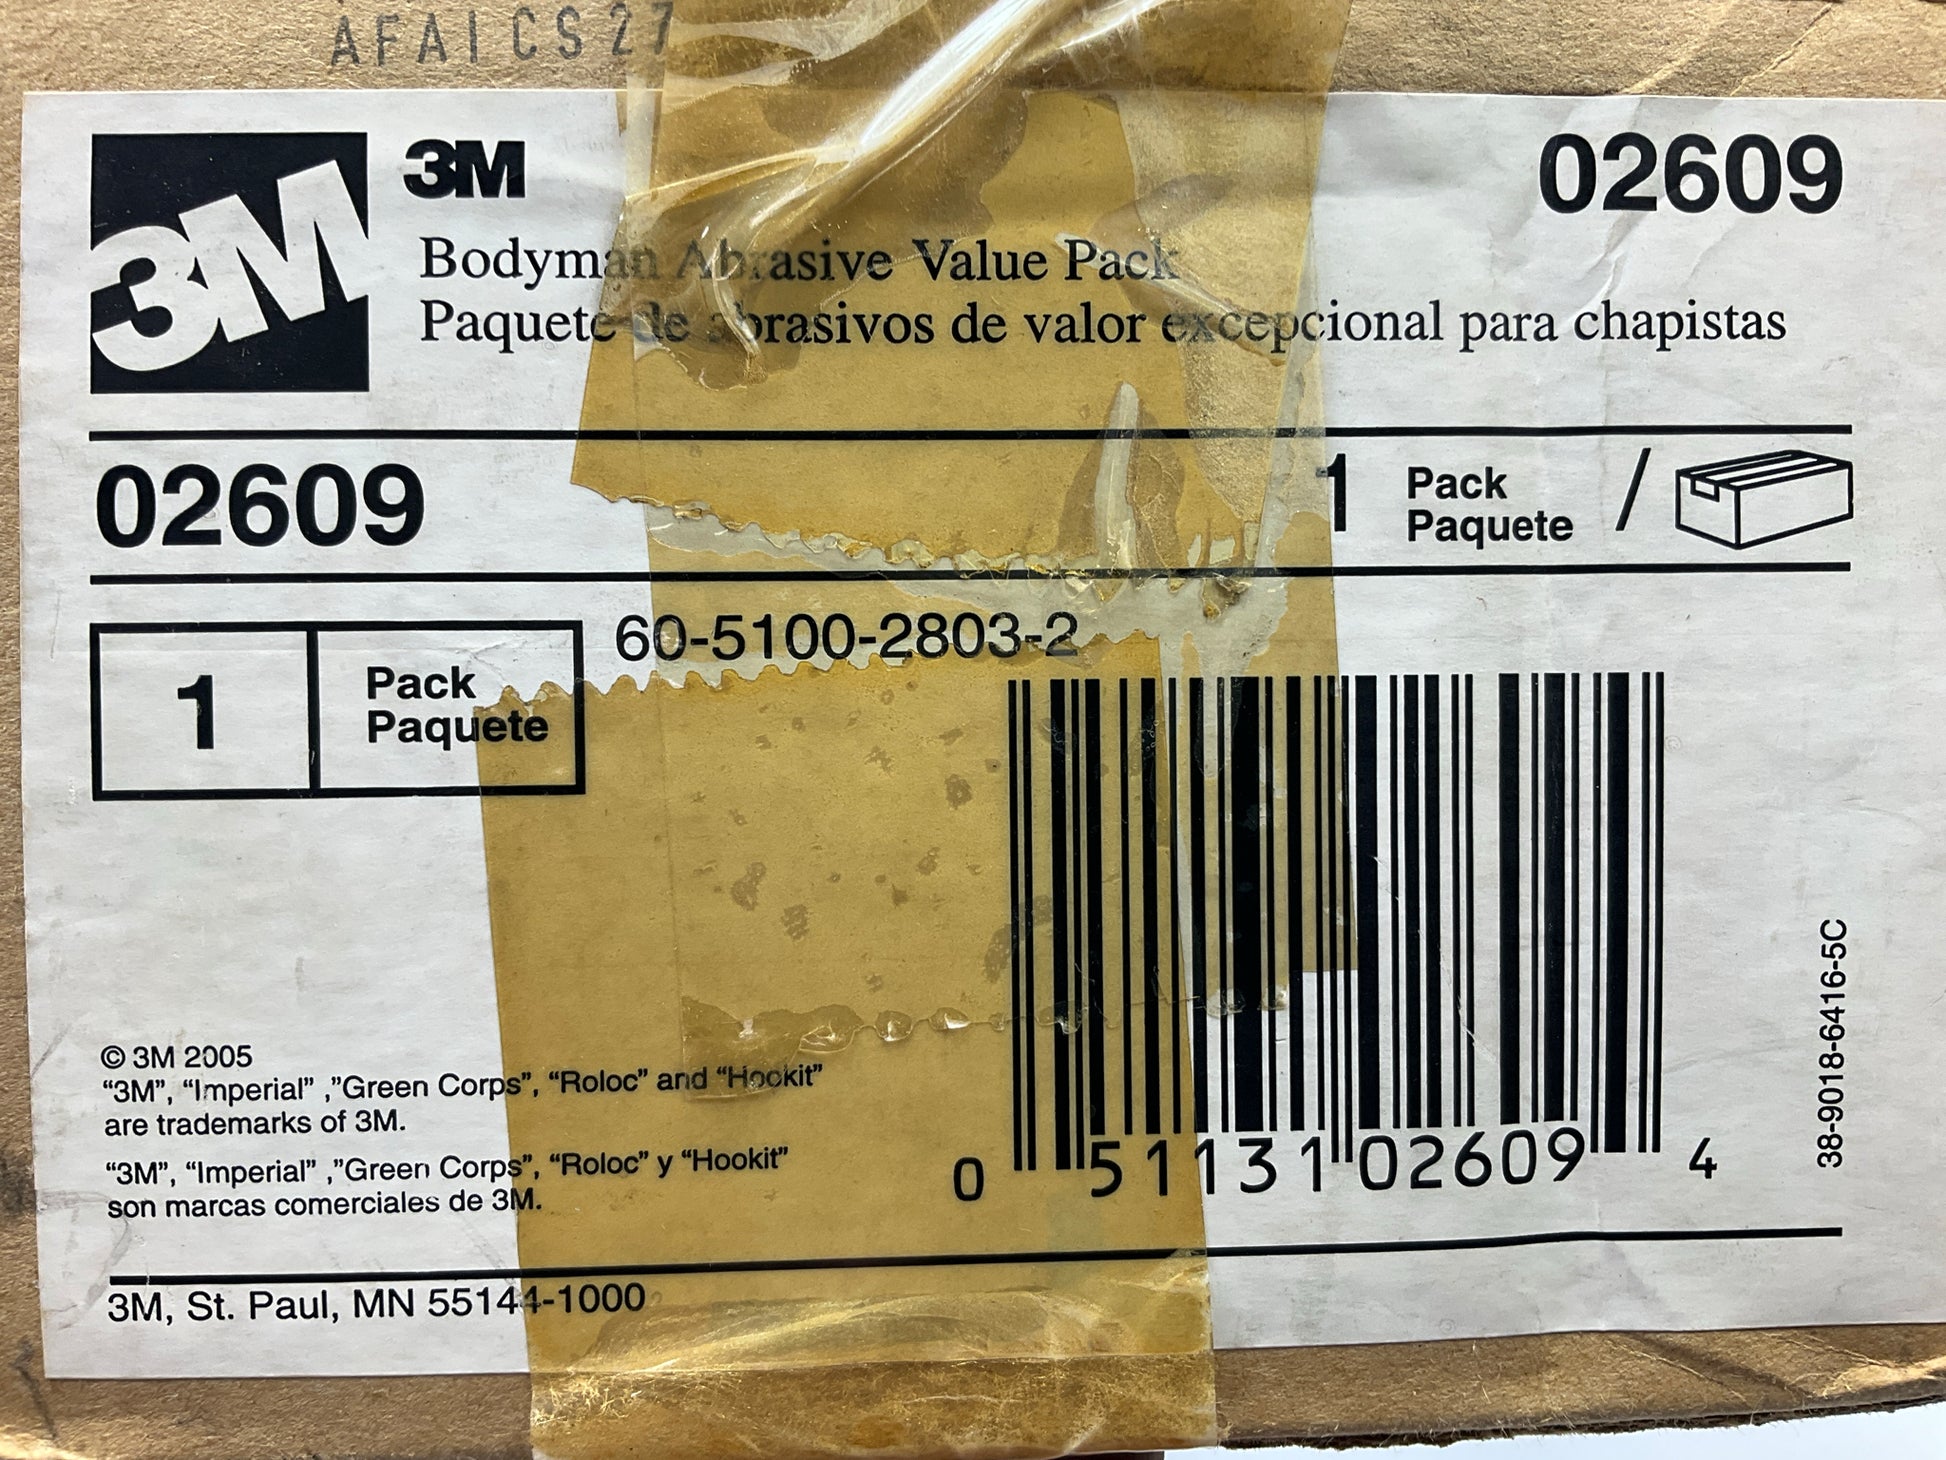 AFAICS27
3M
3M
02609
Bodyman Abrasive Value Pack
Paquete de abrasivos de valor excepcional para chapistas
02609
1 Pack
Paquete /
60-5100-2803-2
1 Pack
Paquete
© 3M 2005
“3M”, “Imperial” ,”Green Corps”, “Roloc” and “Hookit”
are trademarks of 3M.
“3M”, “Imperial” ,”Green Corps”, “Roloc” y “Hookit”
son marcas comerciales de 3M.
0 51131 02609 4
38-9018-6416-5C
3M, St. Paul, MN 55144-1000